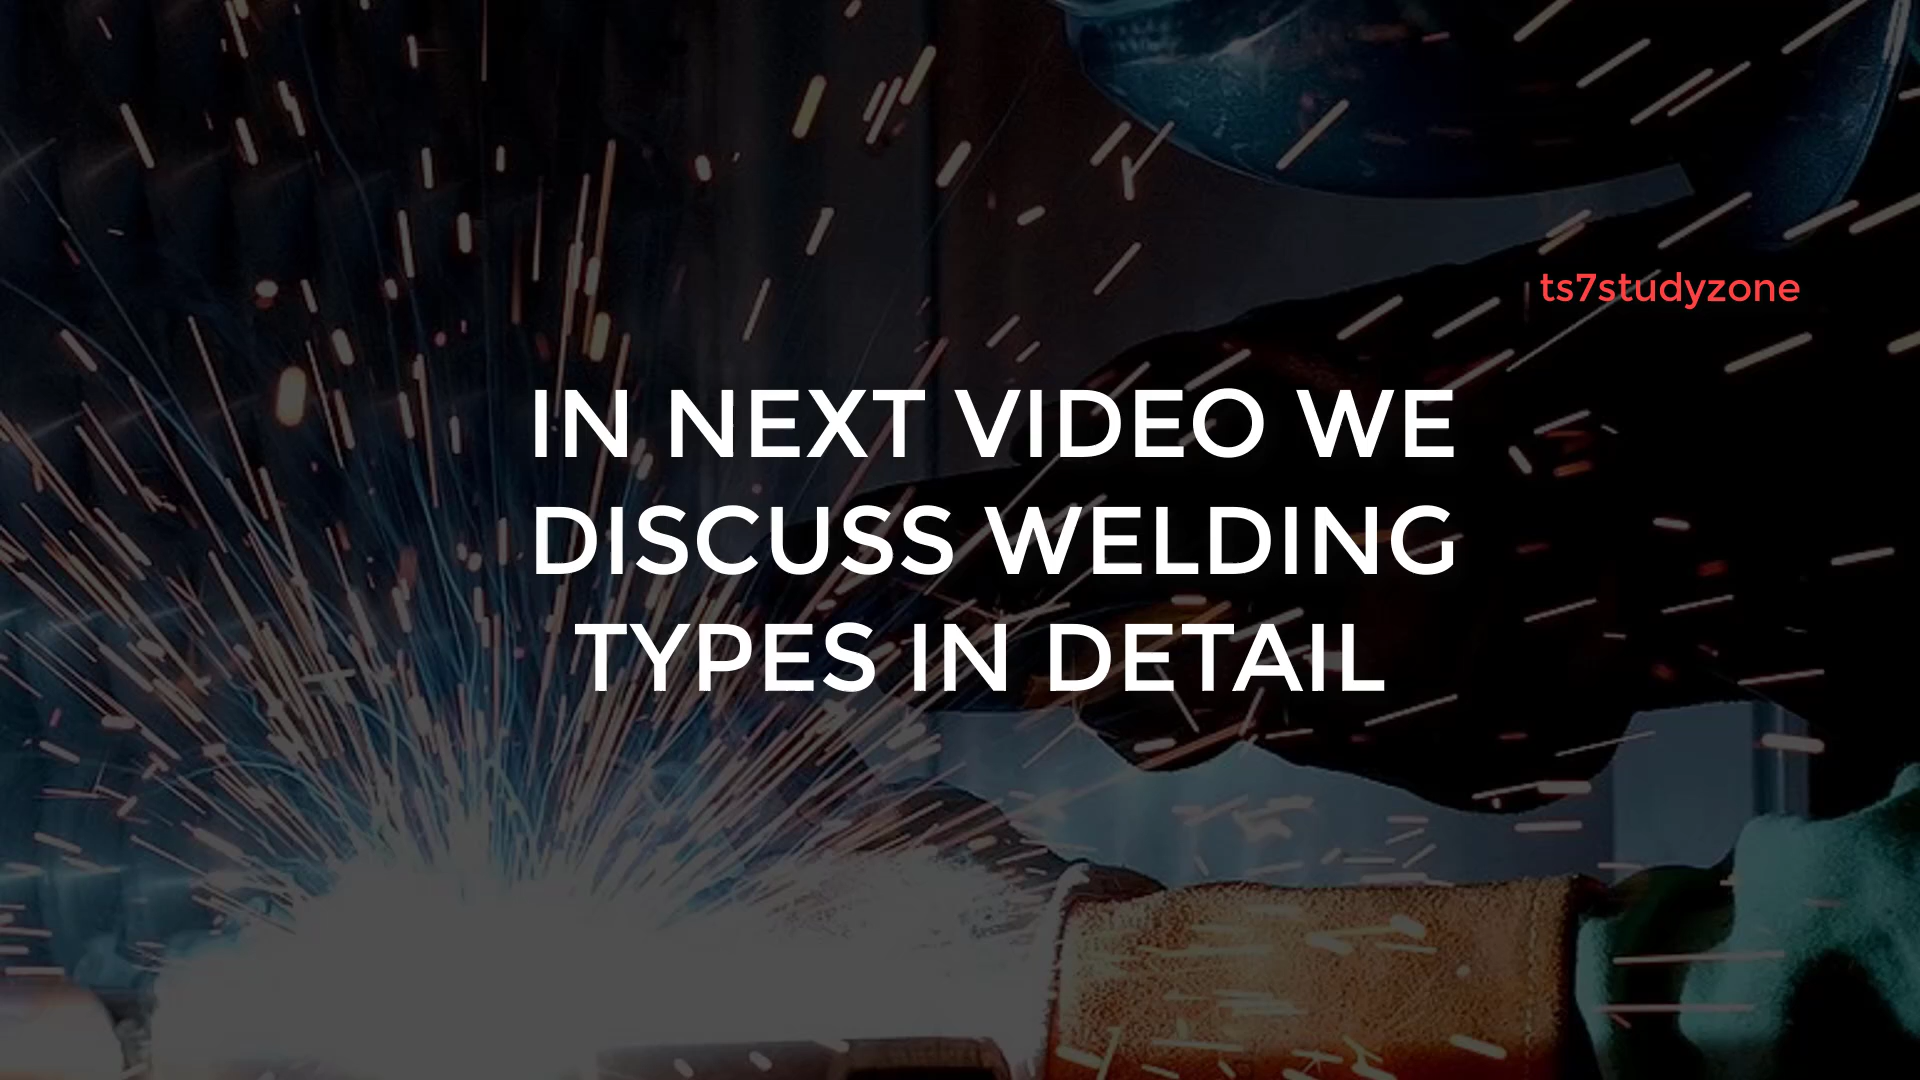 ts7studyzone
IN NEXT VIDEO WE
DISCUSS WELDING
TYPES IN DETAIL